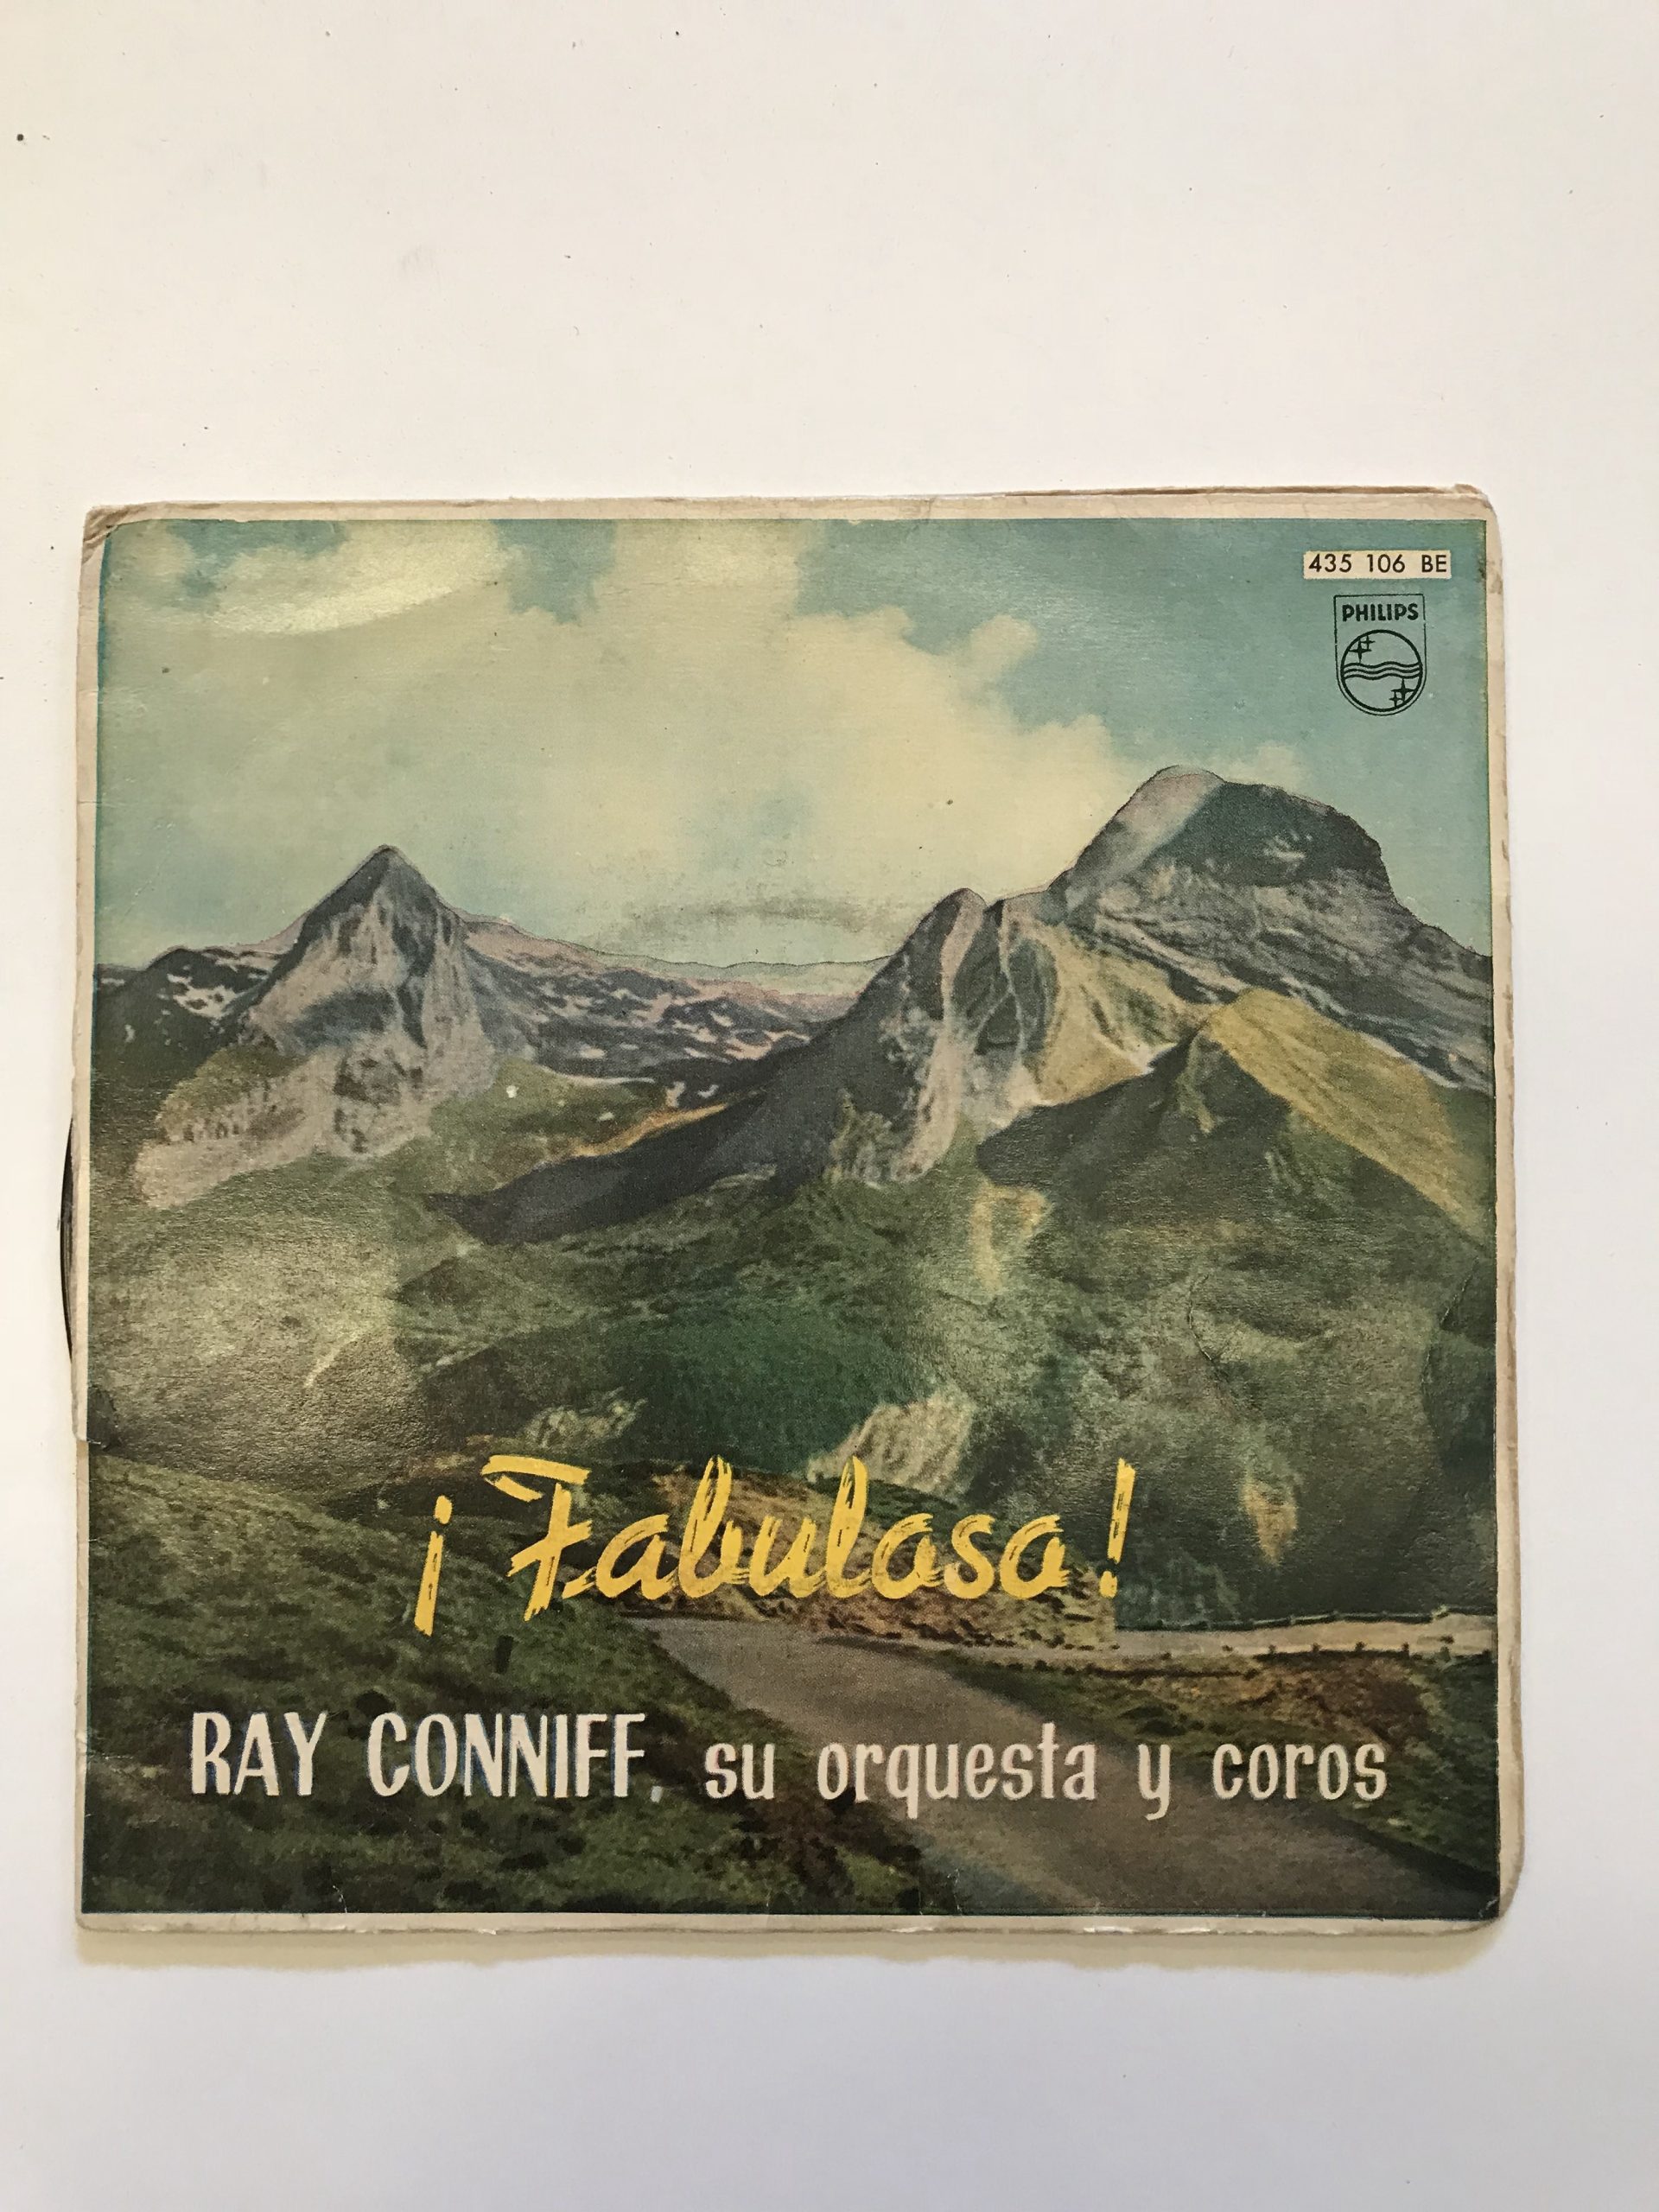 435 106 BE
PHILIPS
¡Fabulosa!
RAY CONNIFF, su orquesta y coros